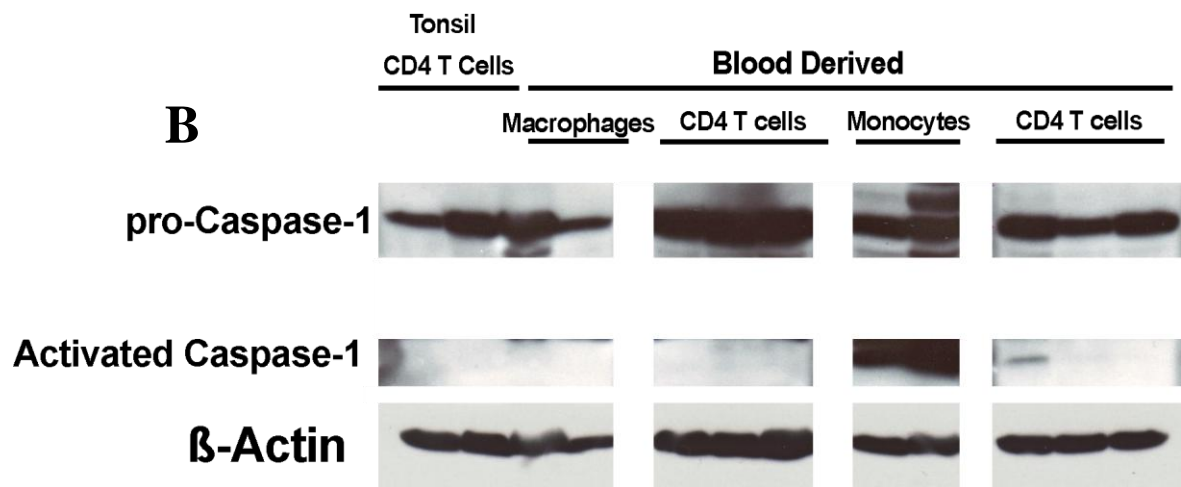 Tonsil
CD4 T Cells
Blood Derived
B
Macrophages
CD4 T cells
Monocytes
CD4 T cells
pro-Caspase-1
Activated Caspase-1
ß-Actin